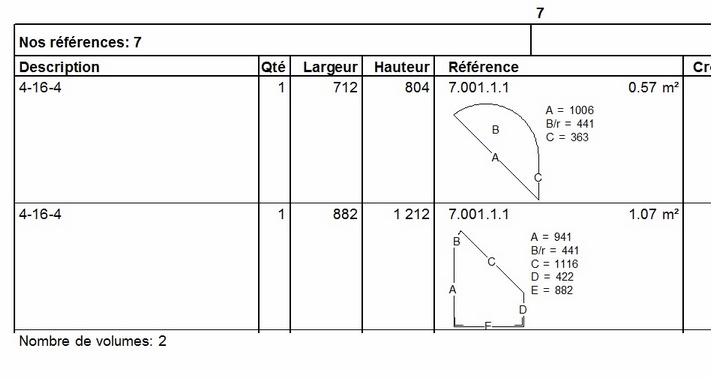 7
Nos références: 7
Description Qté Largeur Hauteur Référence Cr
4-16-4 1 712 804 7.001.1.1 0.57 m²
A = 1006
B/r = 441
C = 363
B
A
C
4-16-4 1 882 1 212 7.001.1.1 1.07 m²
A = 941
B/r = 441
C = 1116
D = 422
E = 882
B
C
A
D
E
Nombre de volumes: 2